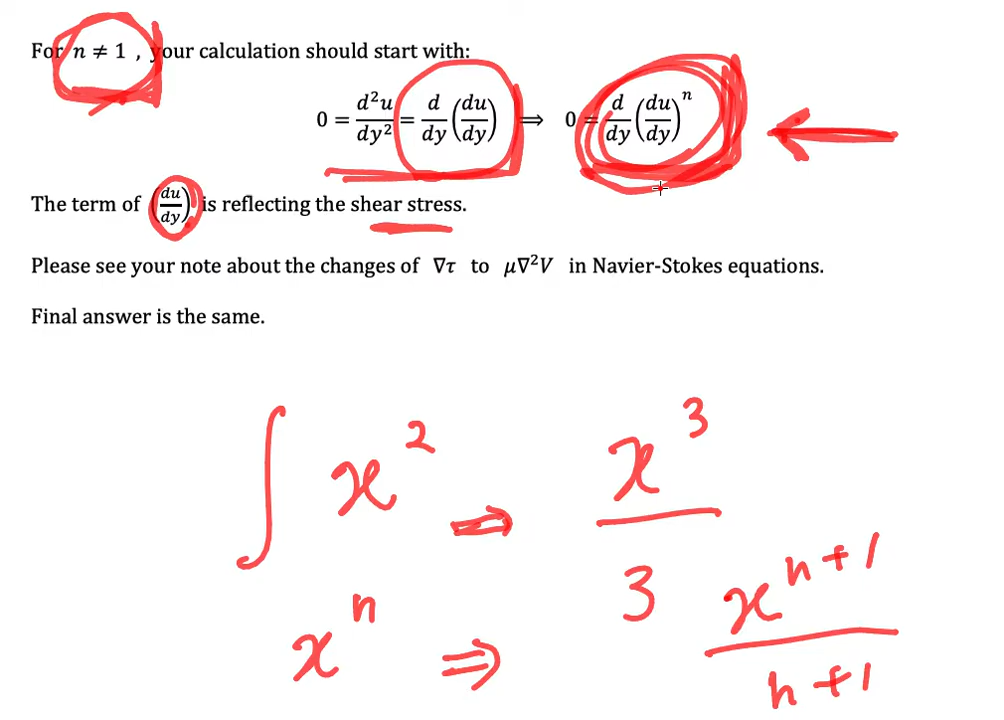 For n ≠ 1 , your calculation should start with:
0 = d²u/dy² = d/dy (du/dy) ⟹ 0 = d/dy (du/dy)ⁿ
The term of (du/dy) is reflecting the shear stress.
Please see your note about the changes of ∇τ to μ∇²V in Navier-Stokes equations.
Final answer is the same.
∫ x² ⇒ x³/3
xⁿ ⇒ xⁿ⁺¹/n+1